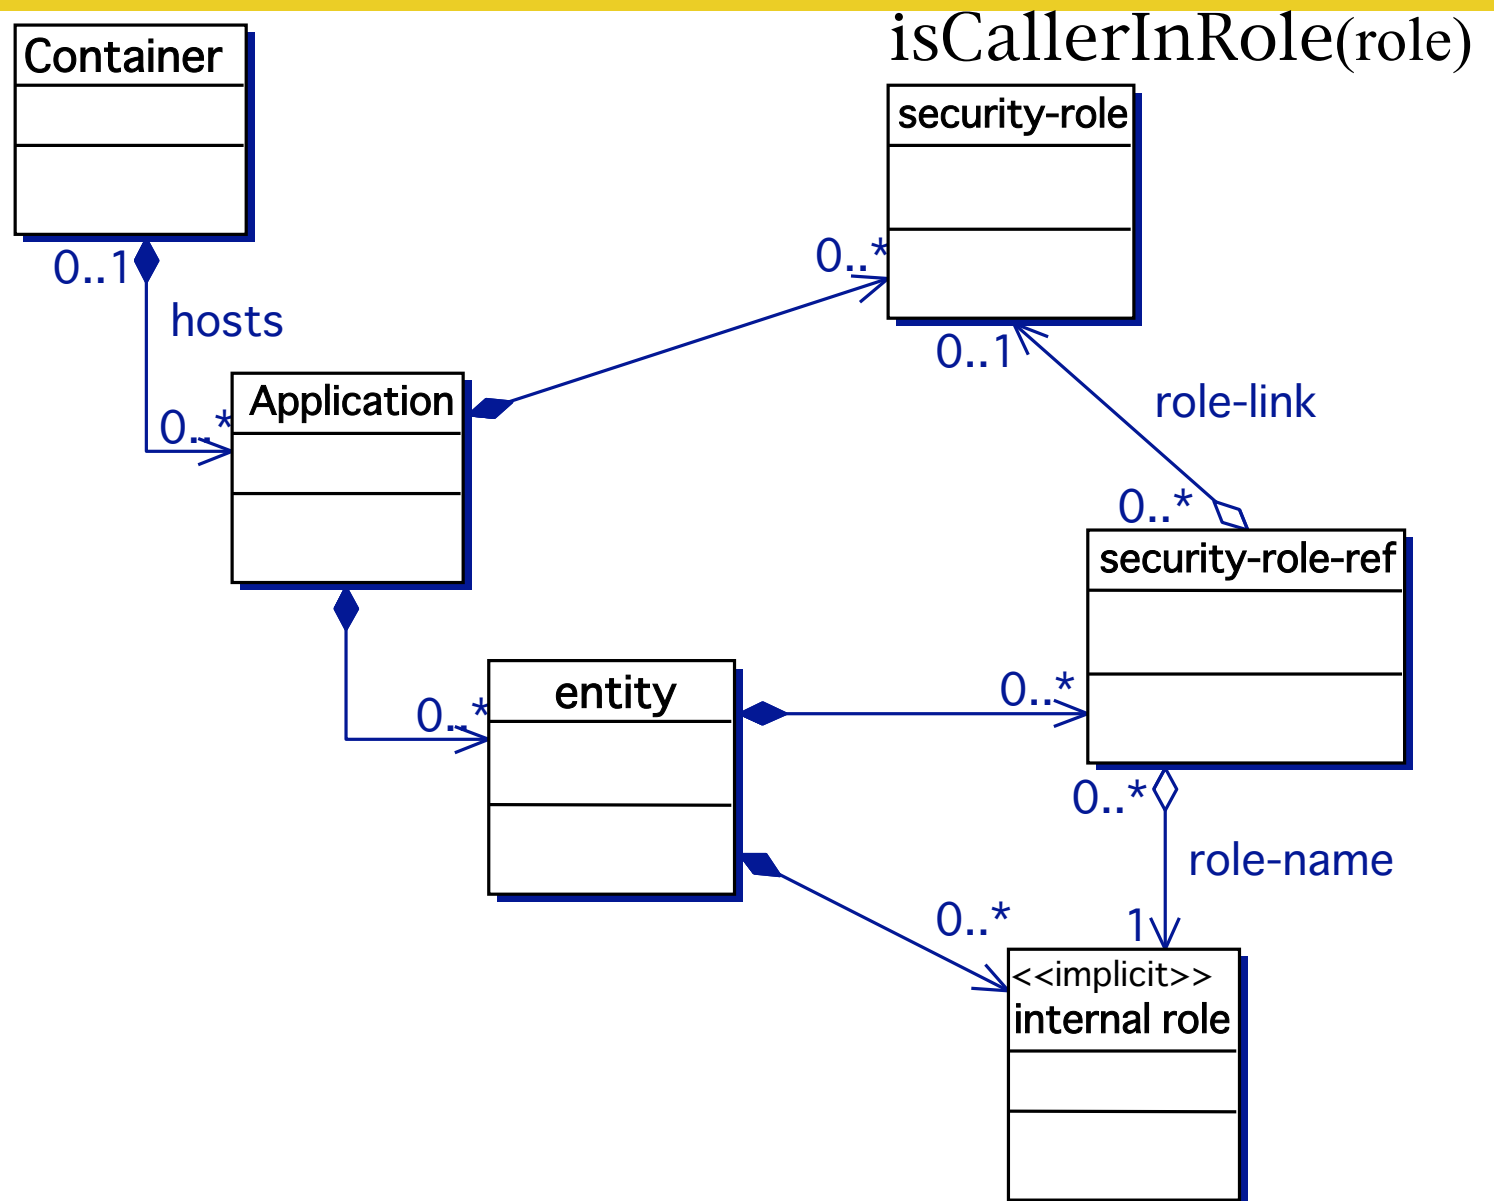 isCallerInRole(role)
Container
security-role
0..1
hosts
0..*
0..1
role-link
Application
0..*
0..*
security-role-ref
entity
0..*
0..*
0..*
role-name
0..*
1
<<implicit>>
internal role